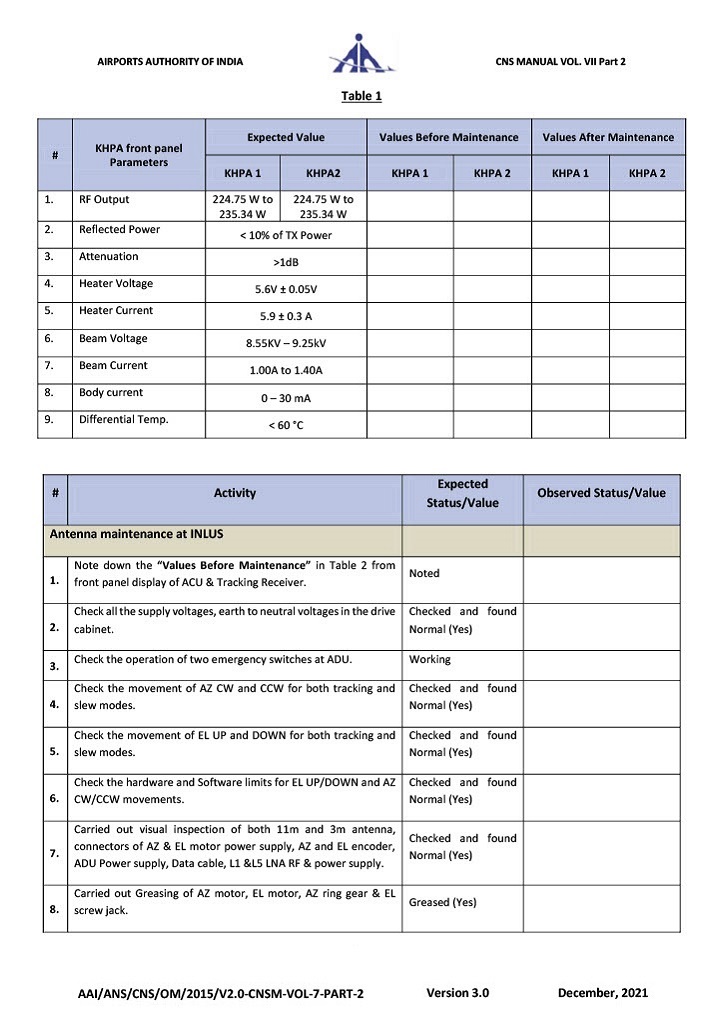 AIRPORTS AUTHORITY OF INDIA
CNS MANUAL VOL. VII Part 2
Table 1
#
KHPA front panel
Parameters
Expected Value
Values Before Maintenance
Values After Maintenance
KHPA 1
KHPA2
KHPA 1
KHPA 2
KHPA 1
KHPA 2
1.
RF Output
224.75 W to
235.34 W
224.75 W to
235.34 W
2.
Reflected Power
< 10% of TX Power
3.
Attenuation
>1dB
4.
Heater Voltage
5.6V ± 0.05V
5.
Heater Current
5.9 ± 0.3 A
6.
Beam Voltage
8.55KV – 9.25kV
7.
Beam Current
1.00A to 1.40A
8.
Body current
0 – 30 mA
9.
Differential Temp.
< 60 °C
#
Activity
Expected
Status/Value
Observed Status/Value
Antenna maintenance at INLUS
1.
Note down the “Values Before Maintenance” in Table 2 from
front panel display of ACU & Tracking Receiver.
Noted
2.
Check all the supply voltages, earth to neutral voltages in the drive
cabinet.
Checked and found
Normal (Yes)
3.
Check the operation of two emergency switches at ADU.
Working
4.
Check the movement of AZ CW and CCW for both tracking and
slew modes.
Checked and found
Normal (Yes)
5.
Check the movement of EL UP and DOWN for both tracking and
slew modes.
Checked and found
Normal (Yes)
6.
Check the hardware and Software limits for EL UP/DOWN and AZ
CW/CCW movements.
Checked and found
Normal (Yes)
7.
Carried out visual inspection of both 11m and 3m antenna,
connectors of AZ & EL motor power supply, AZ and EL encoder,
ADU Power supply, Data cable, L1 &L5 LNA RF & power supply.
Checked and found
Normal (Yes)
8.
Carried out Greasing of AZ motor, EL motor, AZ ring gear & EL
screw jack.
Greased (Yes)
AAI/ANS/CNS/OM/2015/V2.0-CNSM-VOL-7-PART-2
Version 3.0
December, 2021